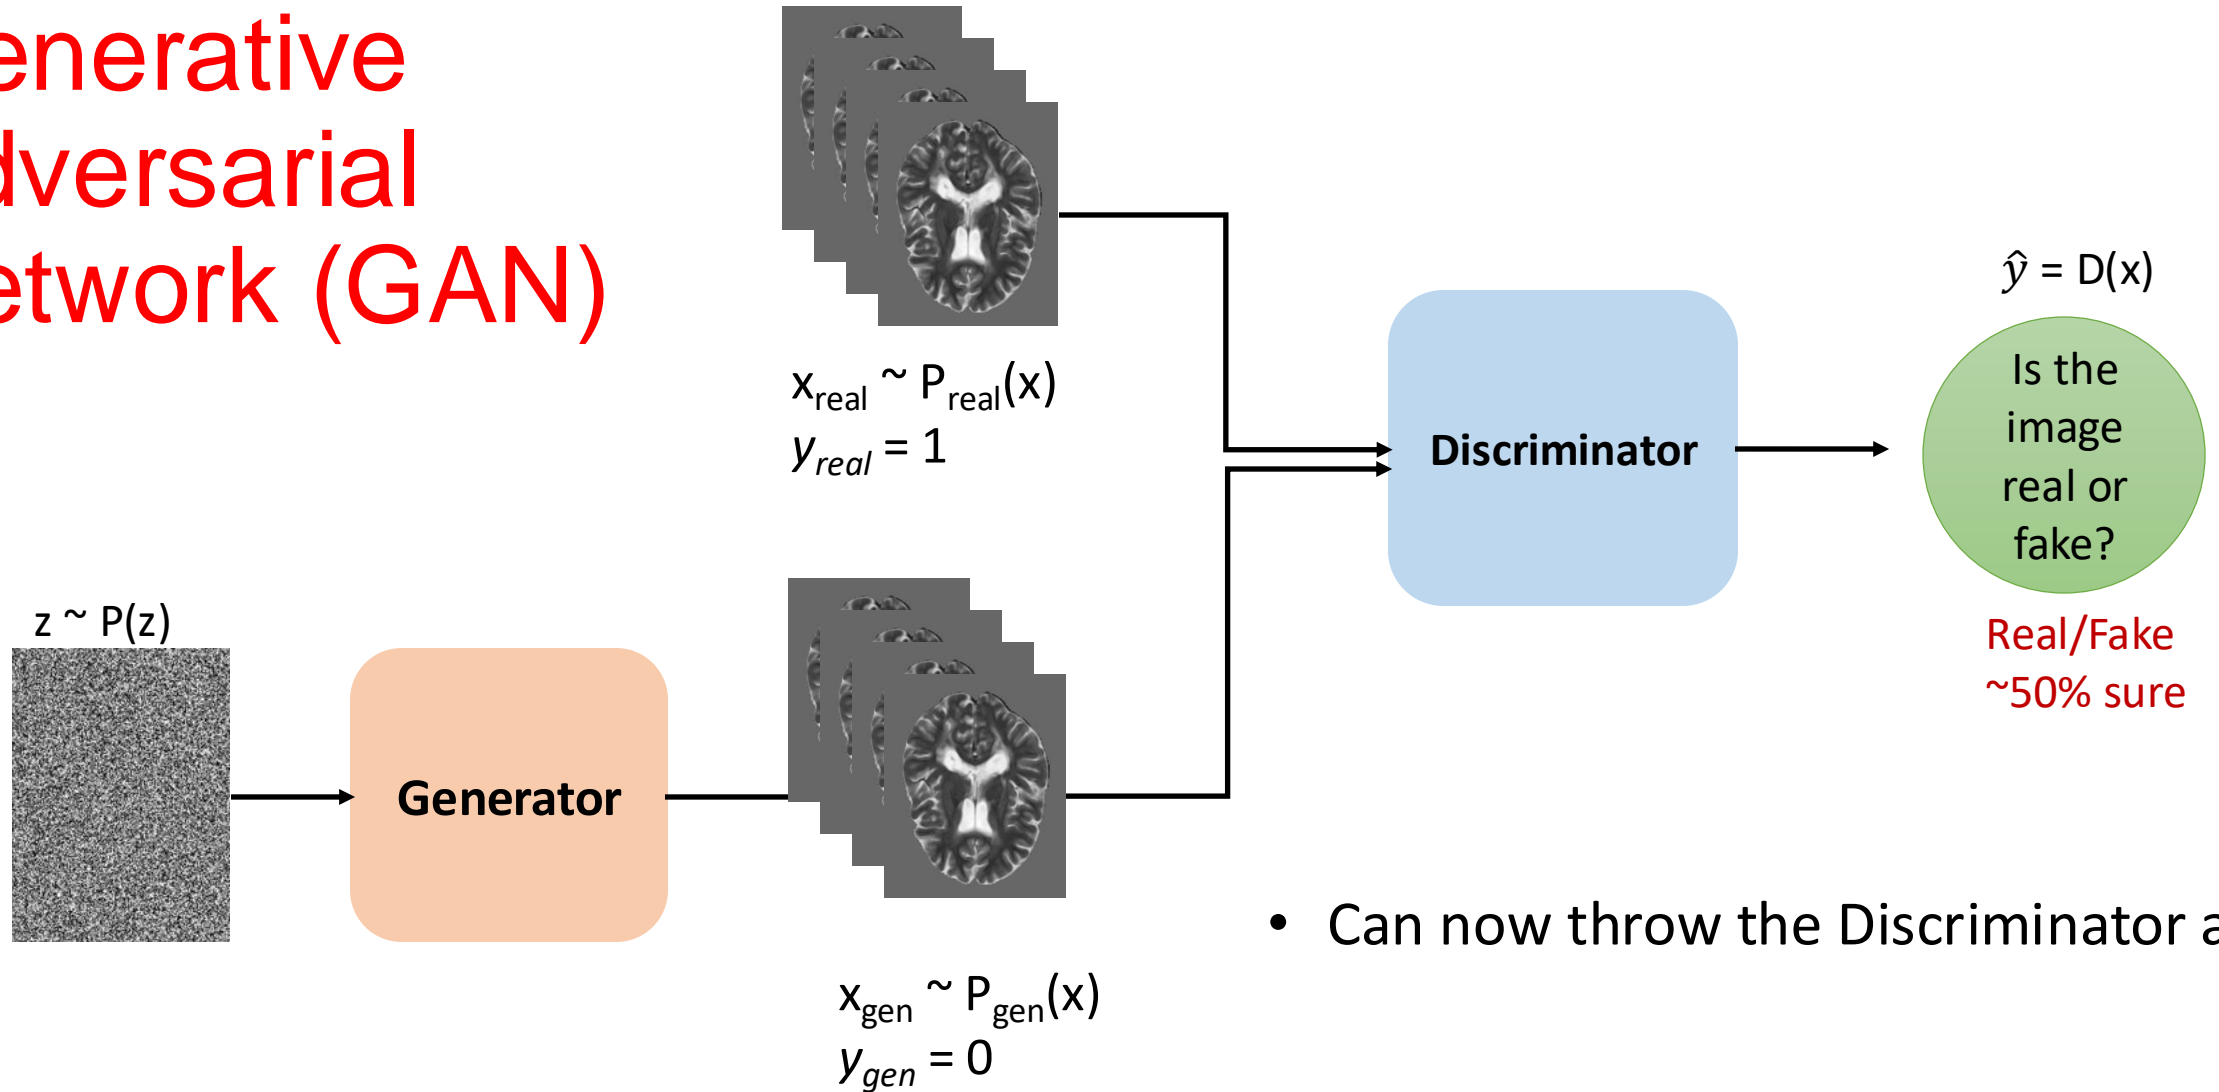 enerative
dversarial
etwork (GAN)
x_real ~ P_real(x)
y_real = 1
Discriminator
ŷ = D(x)
Is the
image
real or
fake?
Real/Fake
~50% sure
z ~ P(z)
Generator
x_gen ~ P_gen(x)
y_gen = 0
• Can now throw the Discriminator a